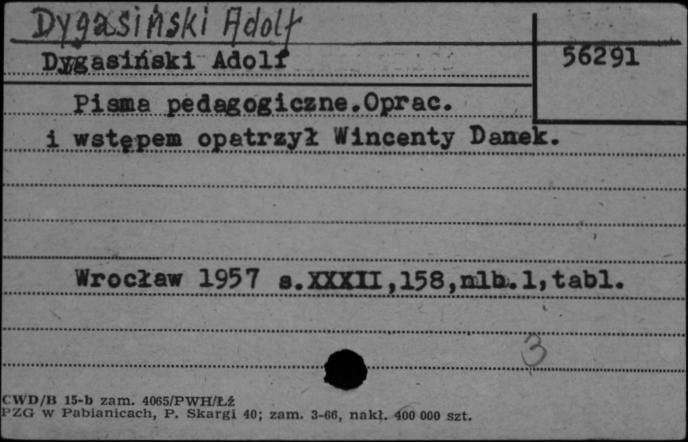 Dygasiński Adolf
Dygasiński Adolf
56291
Pisma pedagogiczne.Oprac.
i wstępem opatrzył Wincenty Danek.
Wrocław 1957 s.XXXII,158,nlb.1,tabl.
3
CWD/B 15-b zam. 4065/PWH/Łź
PZG w Pabianicach, P. Skargi 40; zam. 3-66, nakł. 400 000 szt.